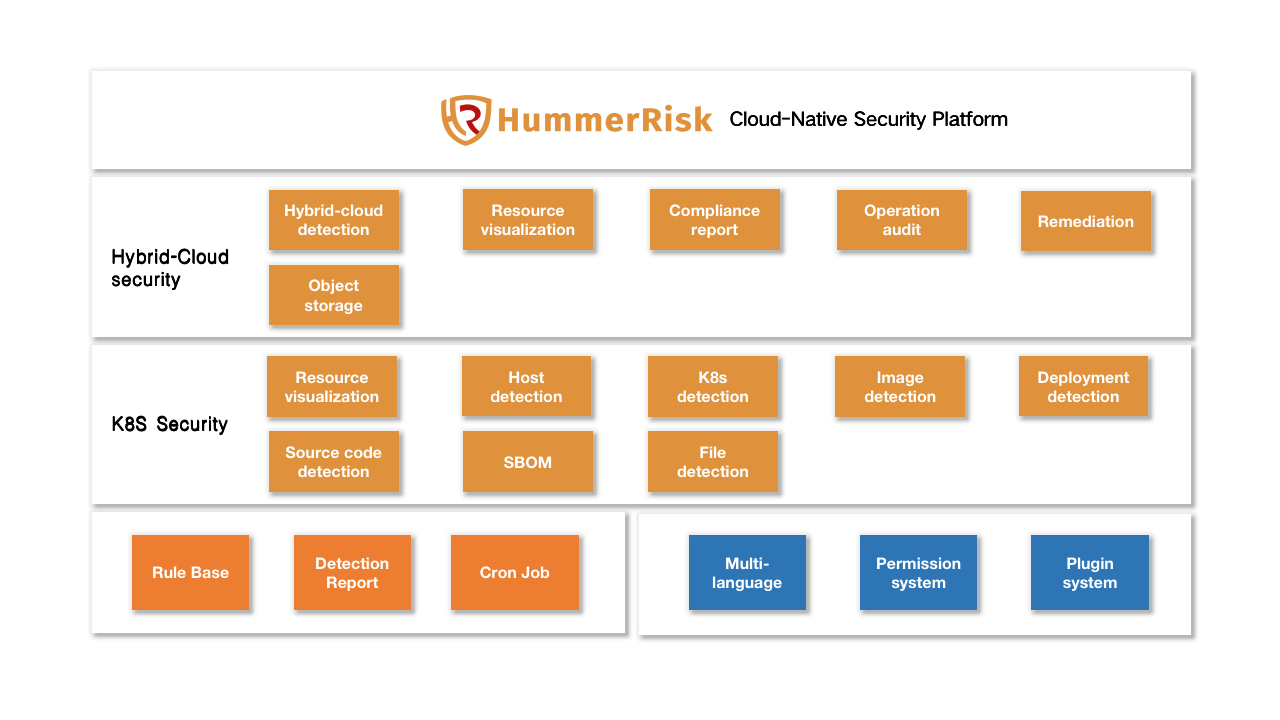 HummerRisk Cloud-Native Security Platform
Hybrid-Cloud
security
Hybrid-cloud
detection
Resource
visualization
Compliance
report
Operation
audit
Remediation
Object
storage
K8S Security
Resource
visualization
Host
detection
K8s
detection
Image
detection
Deployment
detection
Source code
detection
SBOM
File
detection
Rule Base
Detection
Report
Cron Job
Multi-
language
Permission
system
Plugin
system